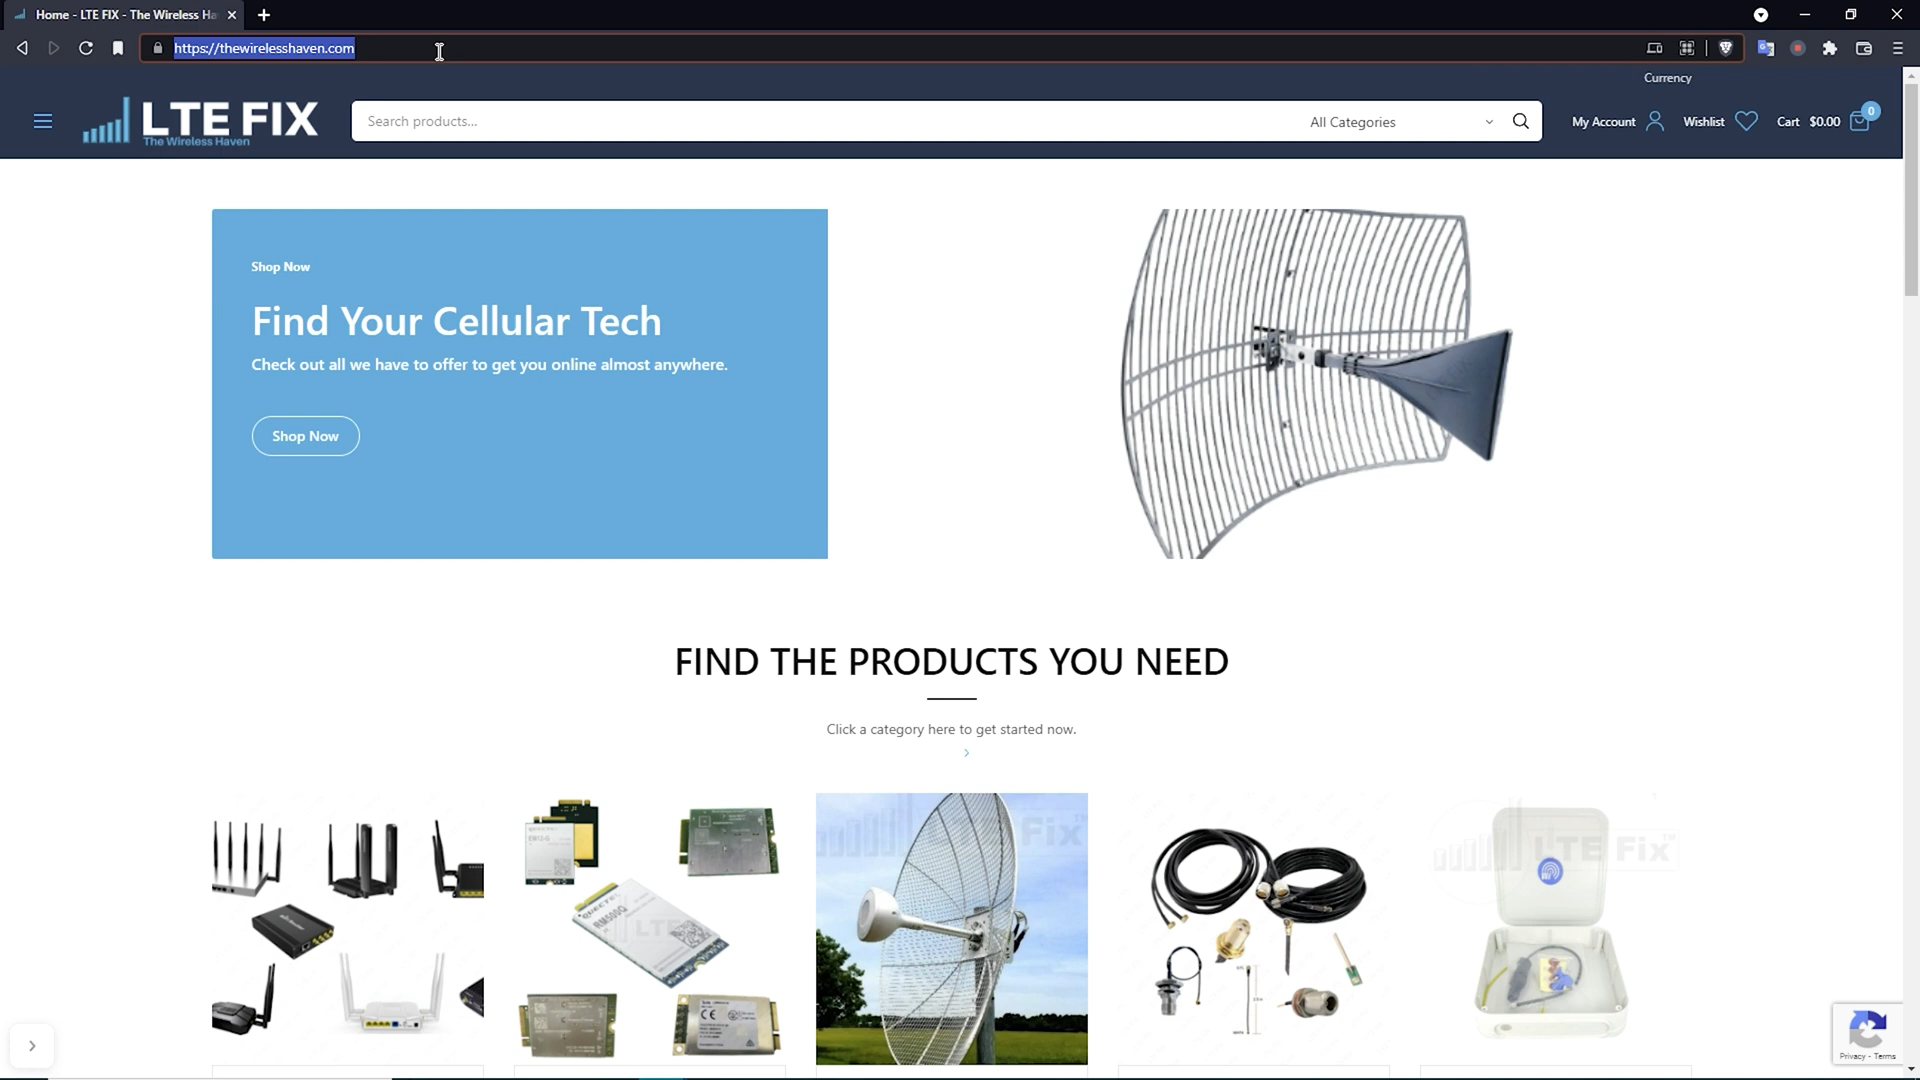 Home - LTE FIX - The Wireless Ha
https://thewirelesshaven.com
Currency
LTE FIX
The Wireless Haven
Search products...
All Categories
My Account
Wishlist
Cart $0.00
0
Shop Now
Find Your Cellular Tech
Check out all we have to offer to get you online almost anywhere.
Shop Now
FIND THE PRODUCTS YOU NEED
Click a category here to get started now.
RM500Q
LTE Fix
Privacy - Terms